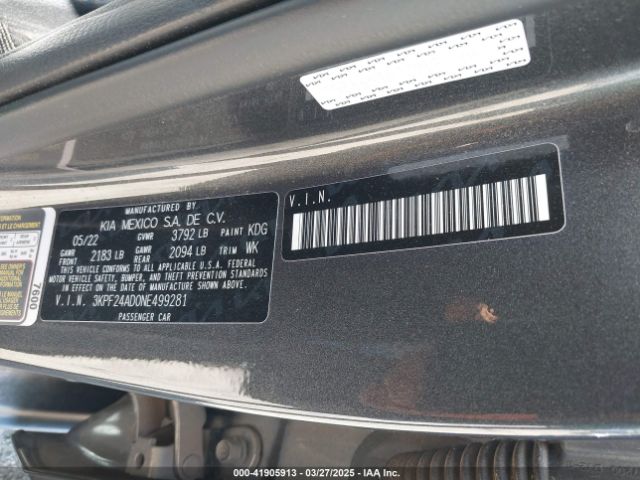 MANUFACTURED BY
KIA MEXICO S.A. DE C.V.
05/22 GVWR 3792 LB PAINT KDG
GAWR FRONT 2183 LB GAWR REAR 2094 LB TRIM WK
THIS VEHICLE CONFORMS TO ALL APPLICABLE U.S.A. FEDERAL
MOTOR VEHICLE SAFETY, BUMPER, AND THEFT PREVENTION STANDARDS
IN EFFECT ON THE DATE OF MANUFACTURE SHOWN ABOVE.
V.I.N. 3KPF24AD0NE499281
PASSENGER CAR
V.I.N.
7600
000-41905913 - 03/27/2025 - IAA Inc.